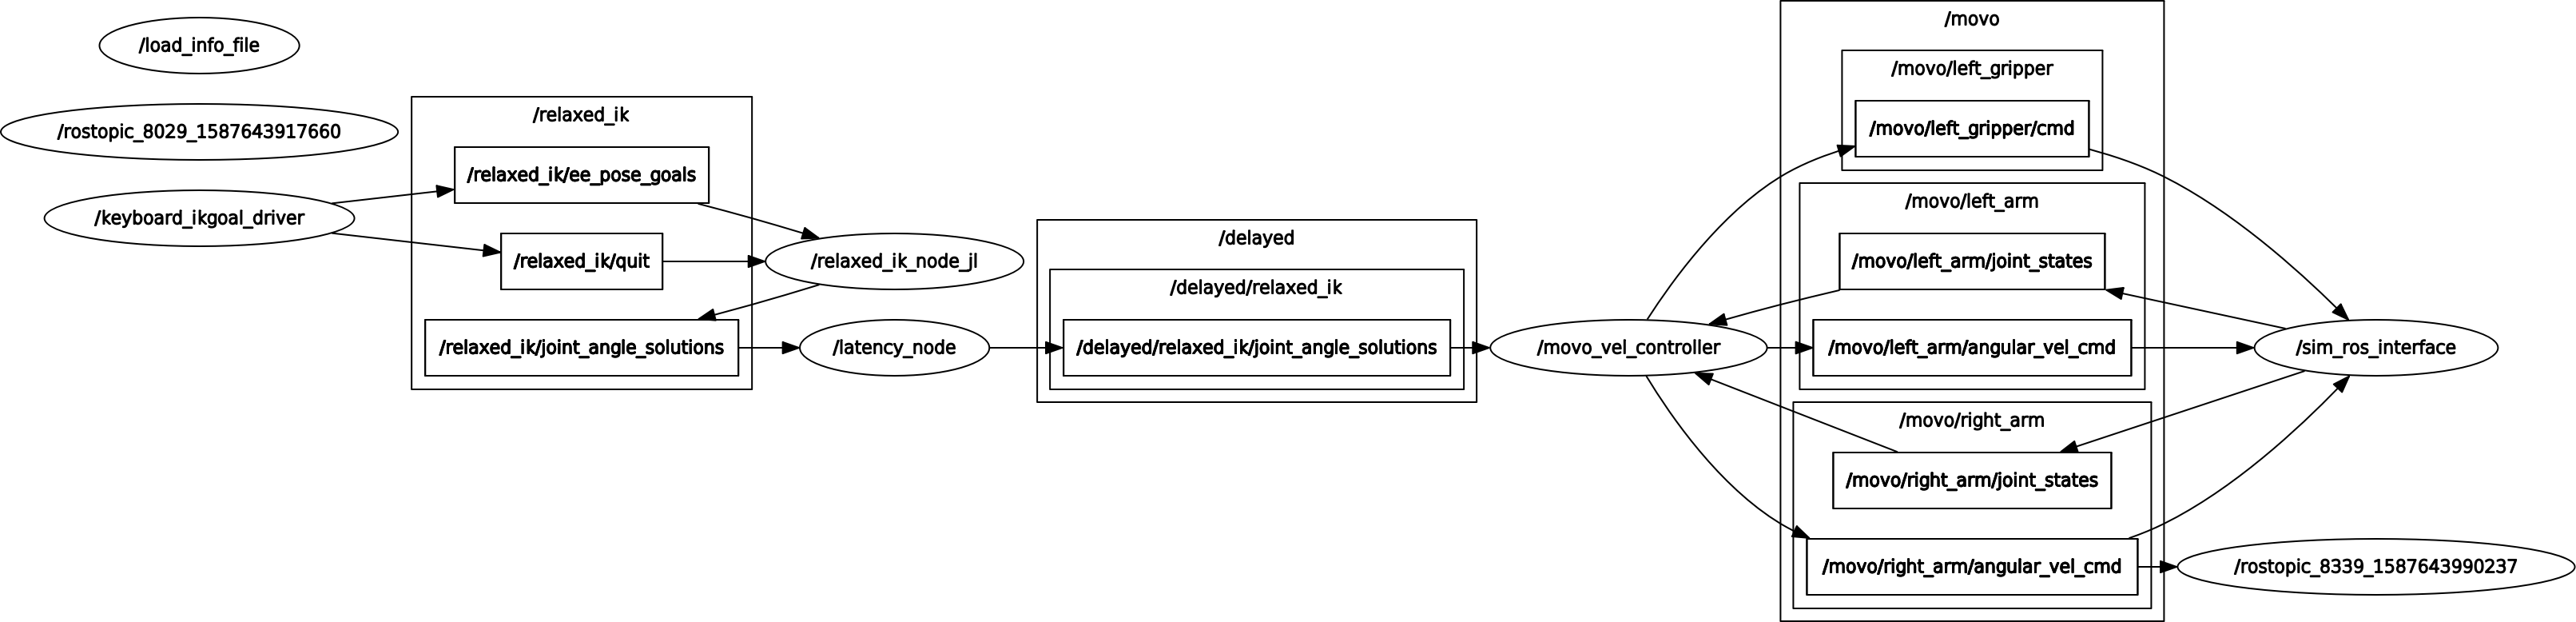 /load_info_file
/rostopic_8029_1587643917660
/keyboard_ikgoal_driver
/relaxed_ik
/relaxed_ik/ee_pose_goals
/relaxed_ik/quit
/relaxed_ik/joint_angle_solutions
/relaxed_ik_node_jl
/latency_node
/delayed
/delayed/relaxed_ik
/delayed/relaxed_ik/joint_angle_solutions
/movo_vel_controller
/movo
/movo/left_gripper
/movo/left_gripper/cmd
/movo/left_arm
/movo/left_arm/joint_states
/movo/left_arm/angular_vel_cmd
/movo/right_arm
/movo/right_arm/joint_states
/movo/right_arm/angular_vel_cmd
/sim_ros_interface
/rostopic_8339_1587643990237